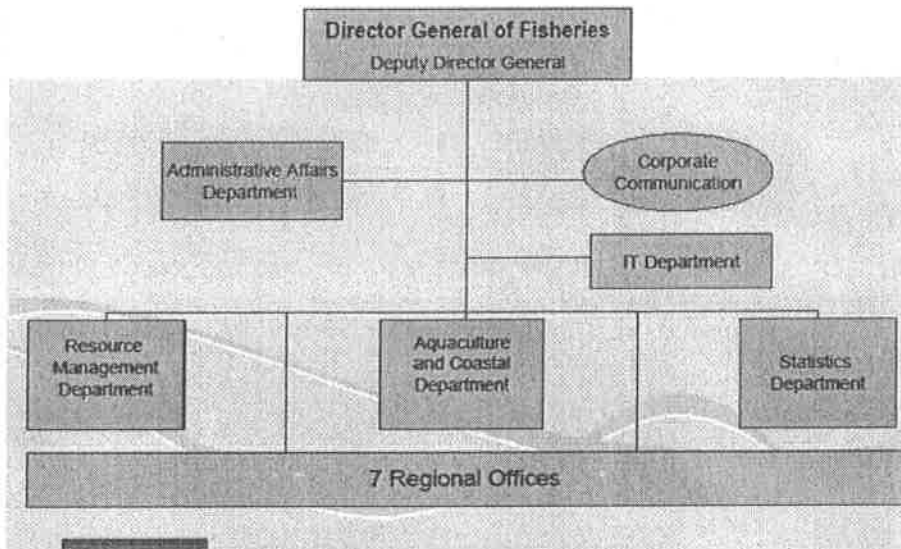 Director General of Fisheries
Deputy Director General
Administrative Affairs
Department
Corporate
Communication
IT Department
Resource
Management
Department
Aquaculture
and Coastal
Department
Statistics
Department
7 Regional Offices